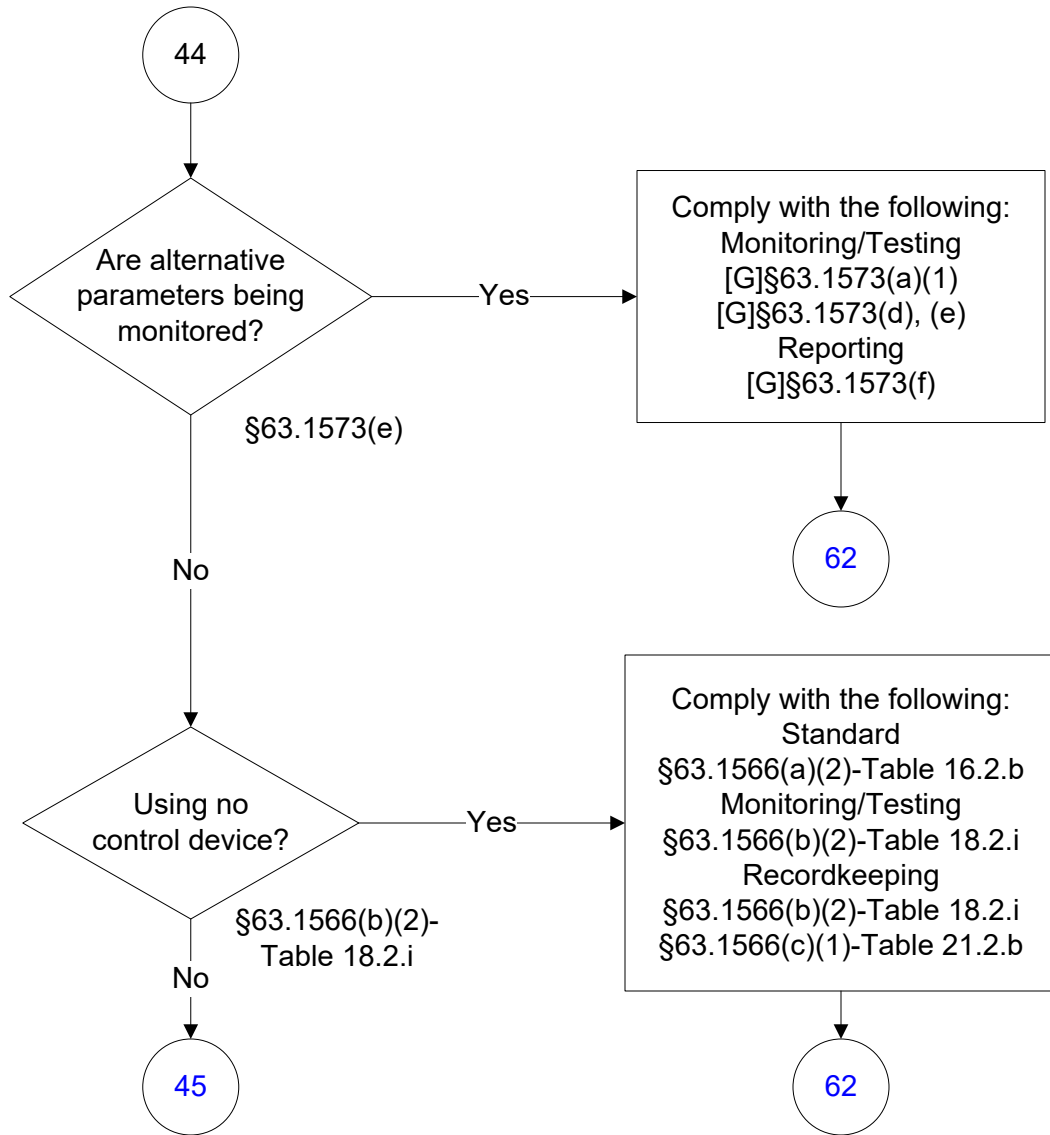 44
Are alternative
parameters being
monitored?
Yes
Comply with the following:
Monitoring/Testing
[G]§63.1573(a)(1)
[G]§63.1573(d), (e)
Reporting
[G]§63.1573(f)
§63.1573(e)
62
No
Using no
control device?
Yes
Comply with the following:
Standard
§63.1566(a)(2)-Table 16.2.b
Monitoring/Testing
§63.1566(b)(2)-Table 18.2.i
Recordkeeping
§63.1566(b)(2)-Table 18.2.i
§63.1566(c)(1)-Table 21.2.b
§63.1566(b)(2)-
Table 18.2.i
No
45
62